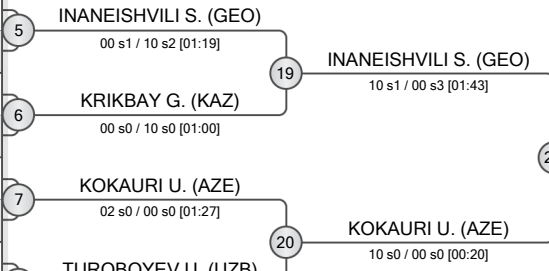 INANEISHVILI S. (GEO)
5
00 s1 / 10 s2 [01:19]
19
INANEISHVILI S. (GEO)
10 s1 / 00 s3 [01:43]
KRIKBAY G. (KAZ)
6
00 s0 / 10 s0 [01:00]
KOKAURI U. (AZE)
7
02 s0 / 00 s0 [01:27]
20
KOKAURI U. (AZE)
10 s0 / 00 s0 [00:20]
TUROBOYEV U. (UZB)